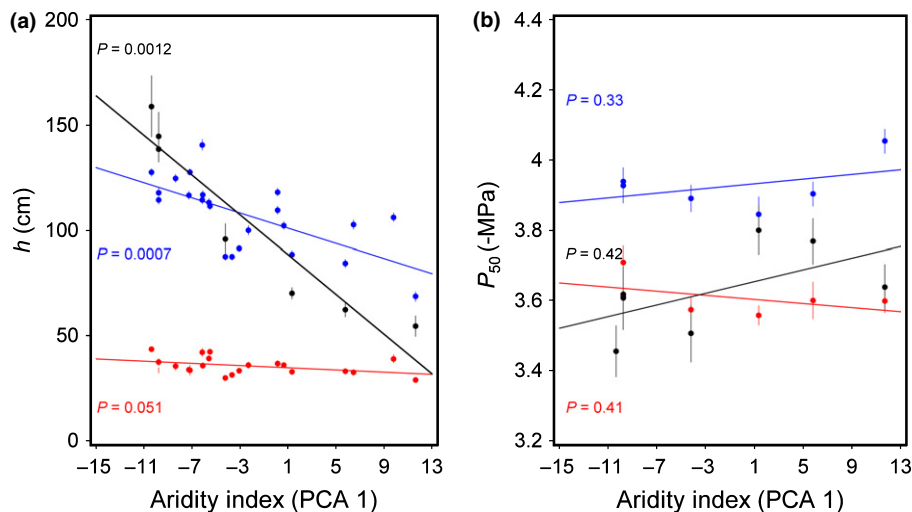 (a)
200
150
100
50
0
h (cm)
P = 0.0012
P = 0.0007
P = 0.051
–15 –11 –7 –3 1 5 9 13
Aridity index (PCA 1)
(b)
4.4
4.2
4
3.8
3.6
3.4
3.2
P50 (-MPa)
P = 0.33
P = 0.42
P = 0.41
–15 –11 –7 –3 1 5 9 13
Aridity index (PCA 1)